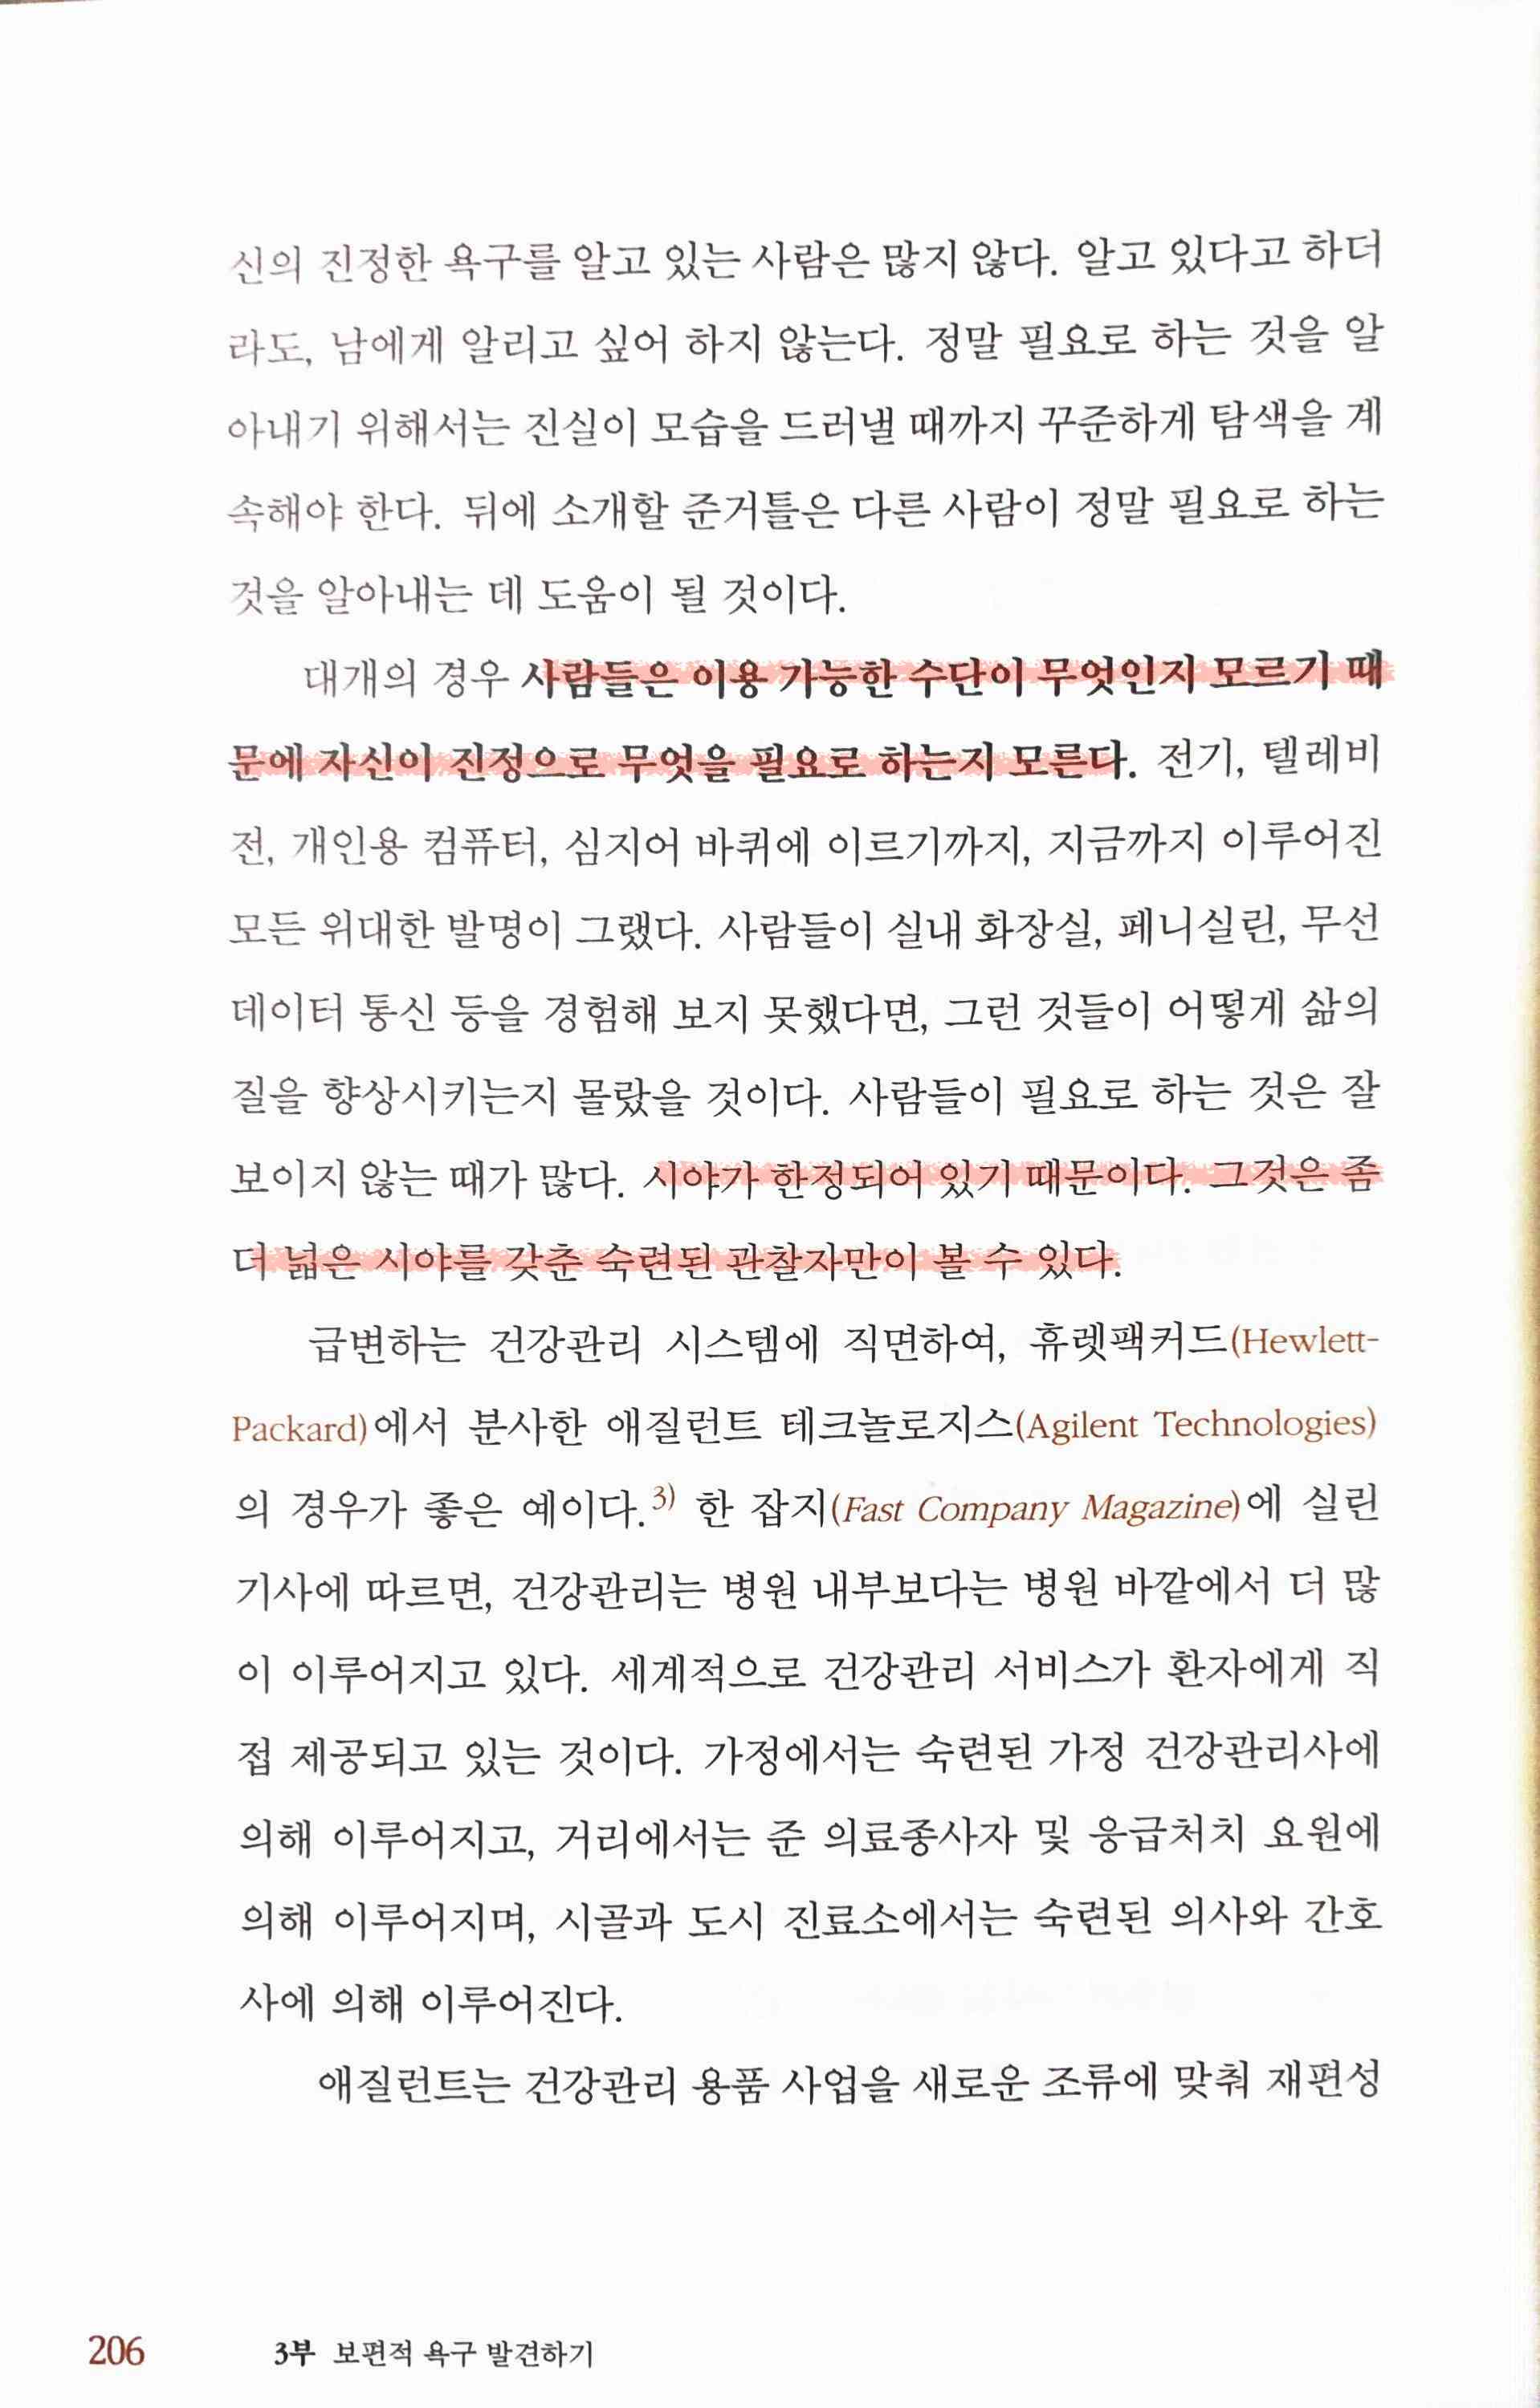 신의 진정한 욕구를 알고 있는 사람은 많지 않다. 알고 있다고 하더
라도, 남에게 알리고 싶어 하지 않는다. 정말 필요로 하는 것을 알
아내기 위해서는 진실이 모습을 드러낼 때까지 꾸준하게 탐색을 계
속해야 한다. 뒤에 소개할 준거틀은 다른 사람이 정말 필요로 하는
것을 알아내는 데 도움이 될 것이다.
대개의 경우 사람들은 이용 가능한 수단이 무엇인지 모르기 때
문에 자신이 진정으로 무엇을 필요로 하는지 모른다. 전기, 텔레비
전, 개인용 컴퓨터, 심지어 바퀴에 이르기까지, 지금까지 이루어진
모든 위대한 발명이 그랬다. 사람들이 실내 화장실, 페니실린, 무선
데이터 통신 등을 경험해 보지 못했다면, 그런 것들이 어떻게 삶의
질을 향상시키는지 몰랐을 것이다. 사람들이 필요로 하는 것은 잘
보이지 않는 때가 많다. 시야가 한정되어 있기 때문이다. 그것은 좀
더 넓은 시야를 갖춘 숙련된 관찰자만이 볼 수 있다.
급변하는 건강관리 시스템에 직면하여, 휴렛팩커드(Hewlett-
Packard)에서 분사한 애질런트 테크놀로지스(Agilent Technologies)
의 경우가 좋은 예이다.3) 한 잡지(Fast Company Magazine)에 실린
기사에 따르면, 건강관리는 병원 내부보다는 병원 바깥에서 더 많
이 이루어지고 있다. 세계적으로 건강관리 서비스가 환자에게 직
접 제공되고 있는 것이다. 가정에서는 숙련된 가정 건강관리사에
의해 이루어지고, 거리에서는 준 의료종사자 및 응급처치 요원에
의해 이루어지며, 시골과 도시 진료소에서는 숙련된 의사와 간호
사에 의해 이루어진다.
애질런트는 건강관리 용품 사업을 새로운 조류에 맞춰 재편성
206 3부 보편적 욕구 발견하기